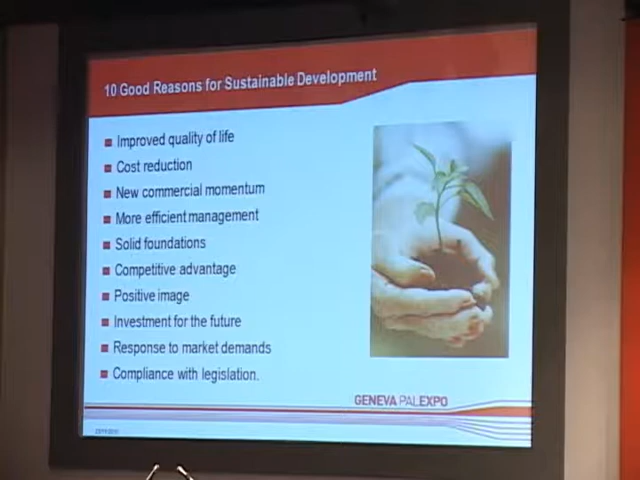 10 Good Reasons for Sustainable Development
Improved quality of life
Cost reduction
New commercial momentum
More efficient management
Solid foundations
Competitive advantage
Positive image
Investment for the future
Response to market demands
Compliance with legislation.
GENEVA PALEXPO